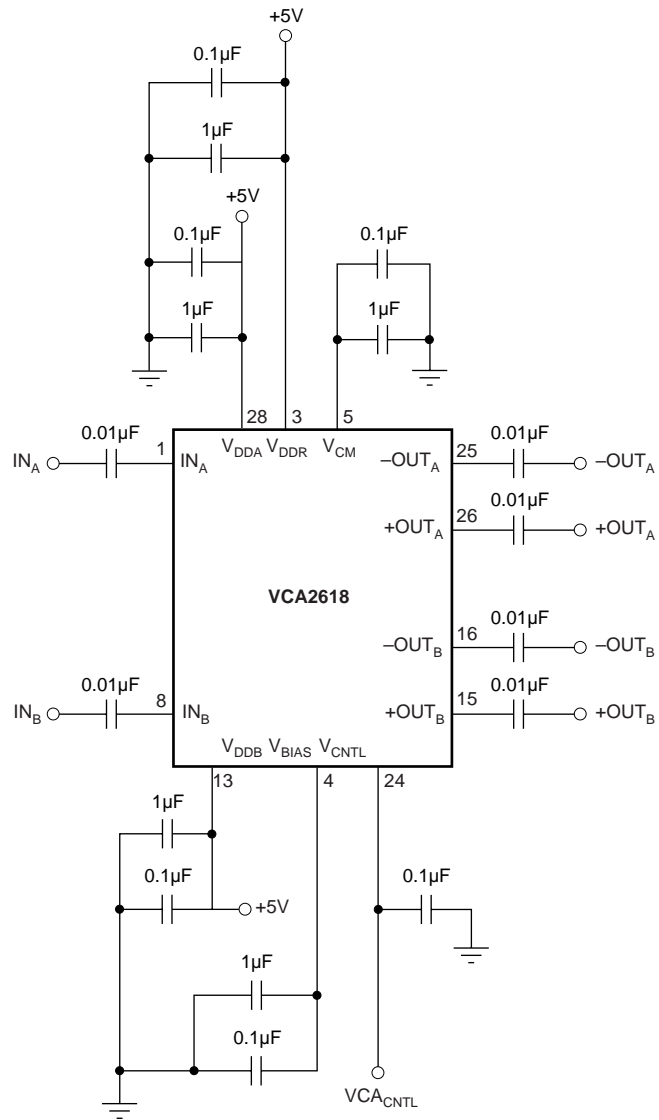 +5V
0.1µF
1µF
+5V
0.1µF
0.1µF
1µF
1µF
28 3 5
0.01µF
0.01µF
IN_A
1
IN_A
V_DDA V_DDR V_CM
–OUT_A
25
–OUT_A
0.01µF
+OUT_A
26
+OUT_A
VCA2618
0.01µF
–OUT_B
16
–OUT_B
0.01µF
0.01µF
IN_B
8
IN_B
+OUT_B
15
+OUT_B
V_DDB V_BIAS V_CNTL
13 4 24
1µF
0.1µF
0.1µF
+5V
1µF
0.1µF
VCA_CNTL